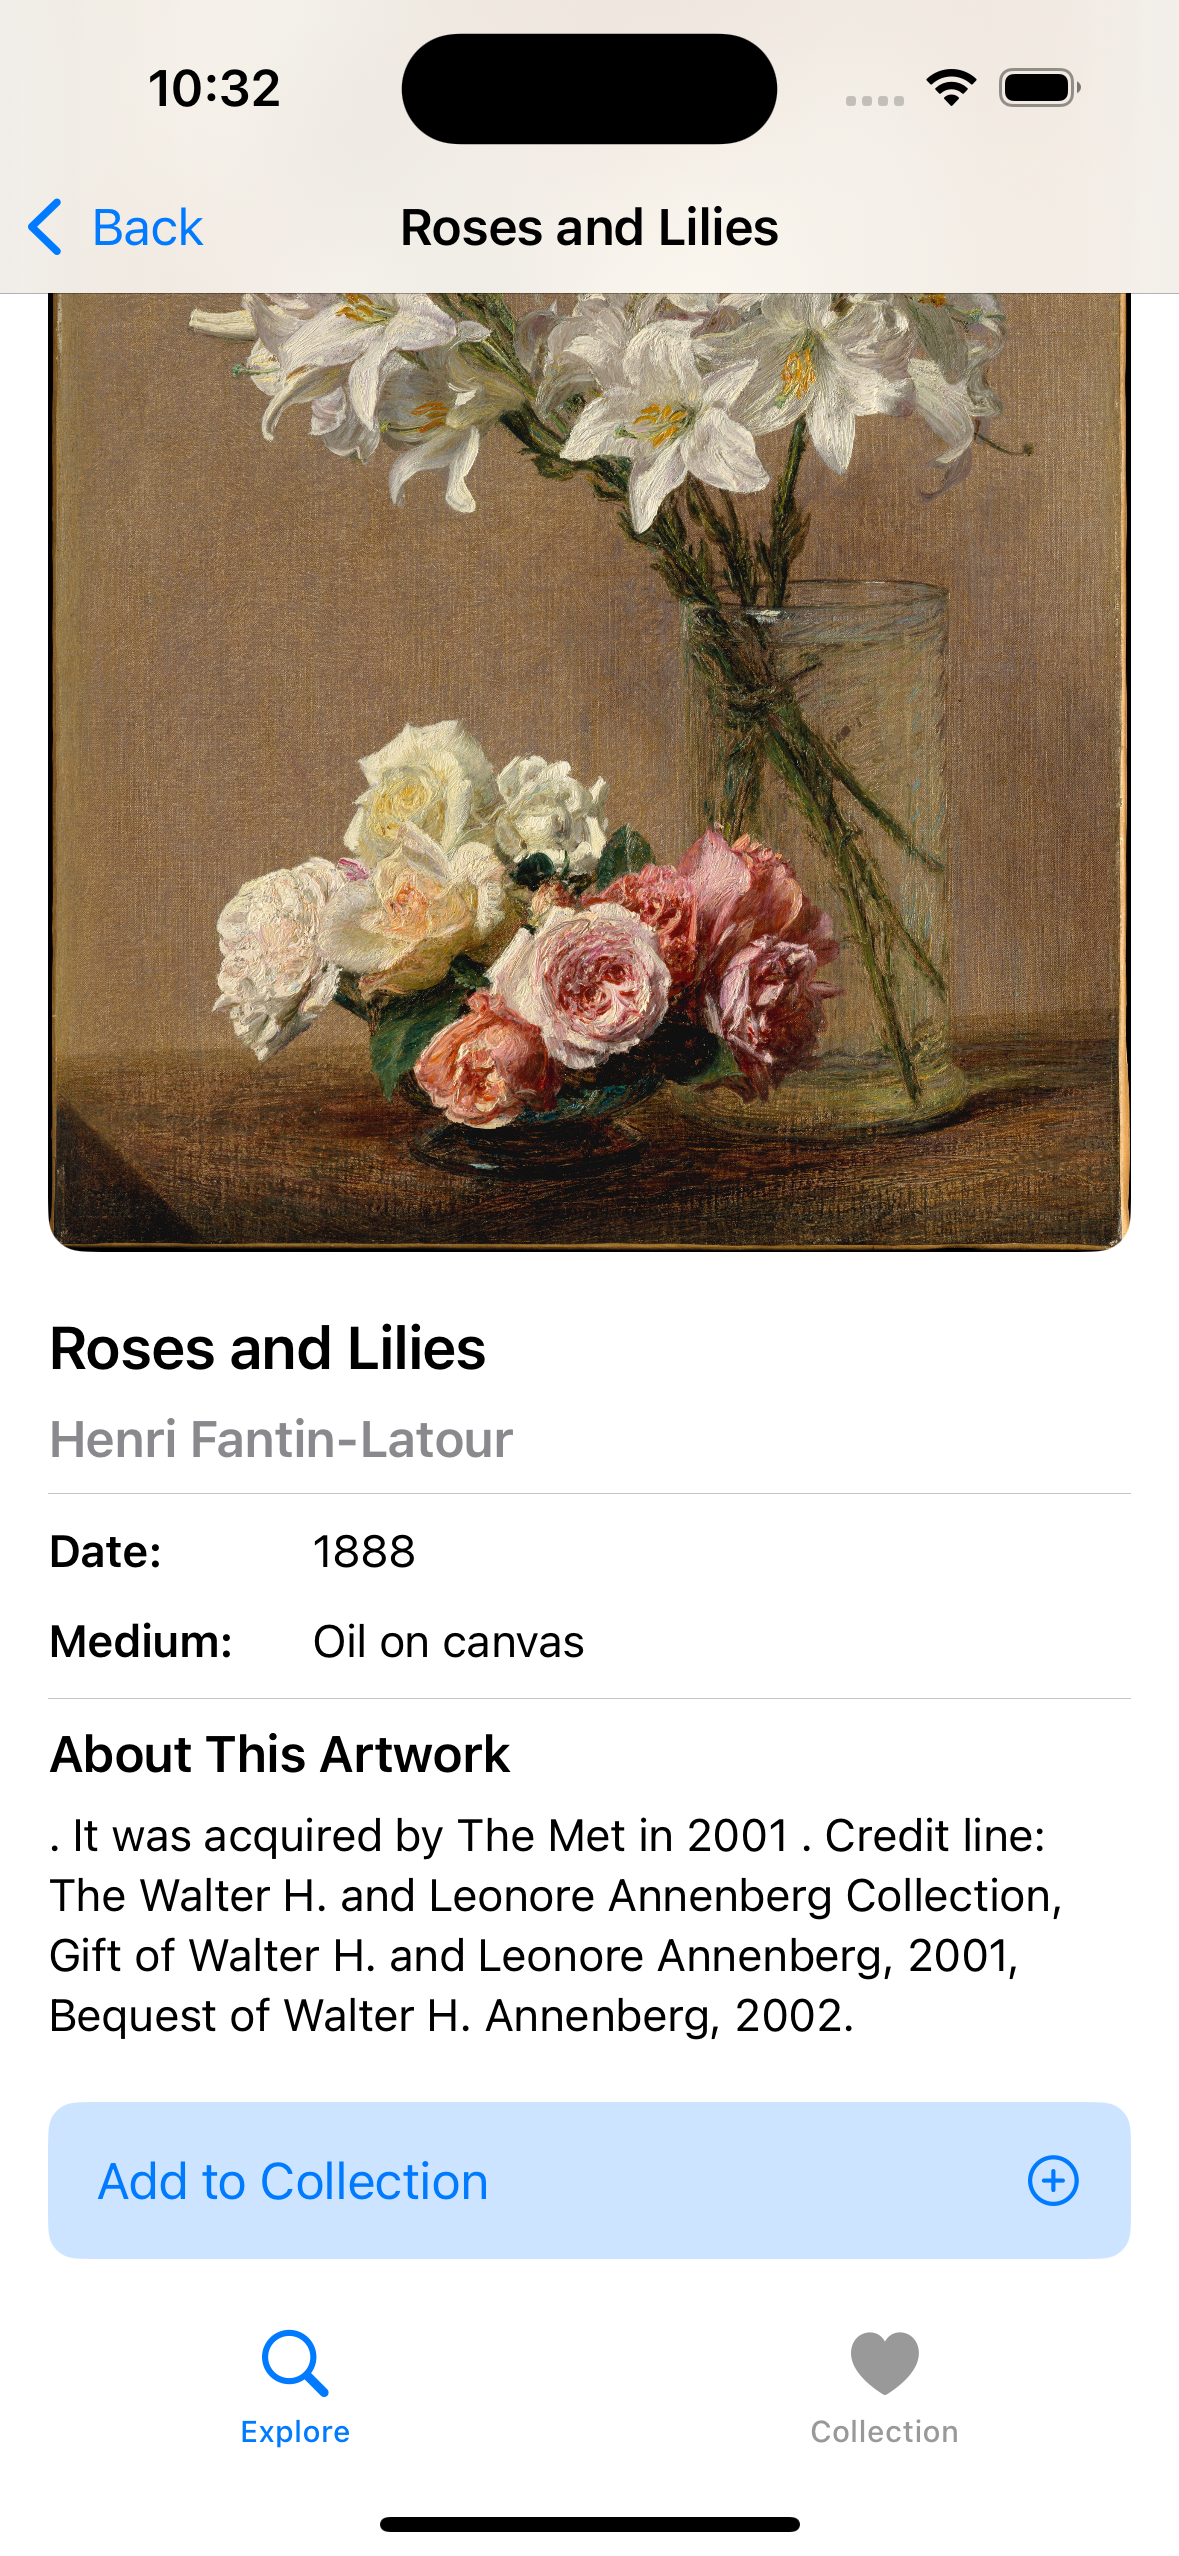 10:32
Back
Roses and Lilies
Roses and Lilies
Henri Fantin-Latour
Date: 1888
Medium: Oil on canvas
About This Artwork
. It was acquired by The Met in 2001 . Credit line:
The Walter H. and Leonore Annenberg Collection,
Gift of Walter H. and Leonore Annenberg, 2001,
Bequest of Walter H. Annenberg, 2002.
Add to Collection
Explore
Collection